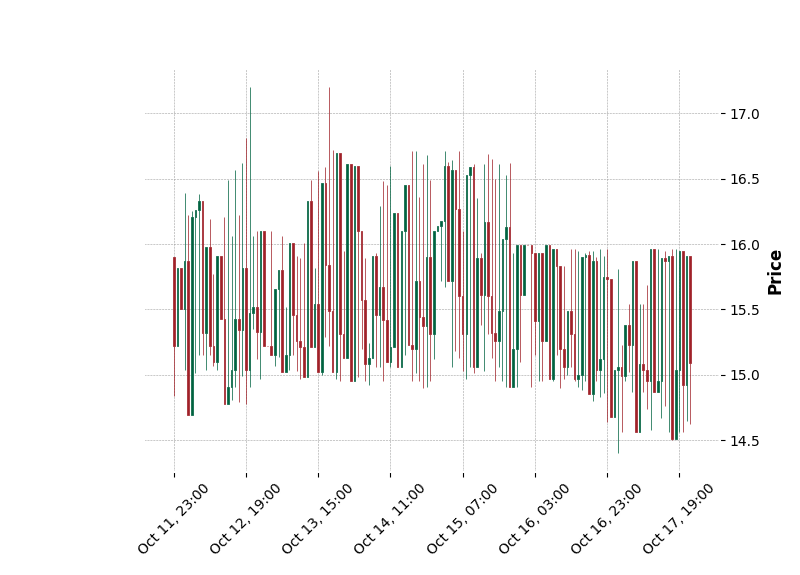 17.0
16.5
16.0
15.5
15.0
14.5
Price
Oct 11, 23:00
Oct 12, 19:00
Oct 13, 15:00
Oct 14, 11:00
Oct 15, 07:00
Oct 16, 03:00
Oct 16, 23:00
Oct 17, 19:00